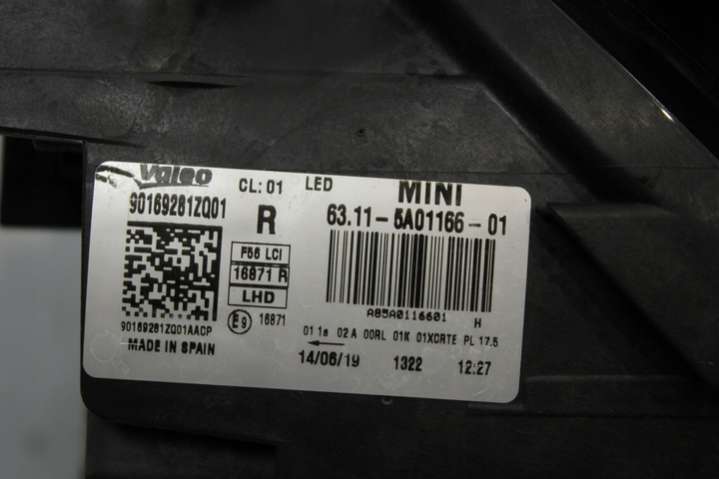 Valeo CL: 01 LED MINI
90169281ZQ01 R 63.11-5A01166-01
F56 LCI
16871 R
LHD
A85A0116601 H
E9 16871
90169281ZQ01AACP
01 1a 02 A 00RL 01K 01XCRTE PL 17.5
MADE IN SPAIN
14/06/19 1322 12:27